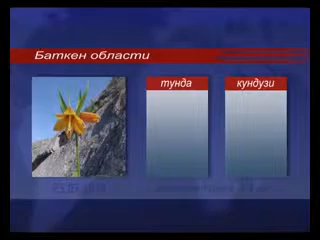 Баткен области
тунда
кундузи